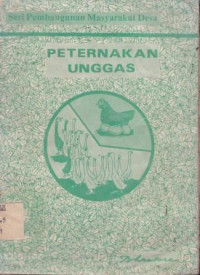 Seri Pembangunan Masyarakat Desa
PETERNAKAN
UNGGAS